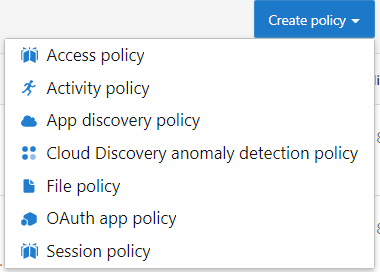 Create policy
Access policy
Activity policy
App discovery policy
Cloud Discovery anomaly detection policy
File policy
OAuth app policy
Session policy